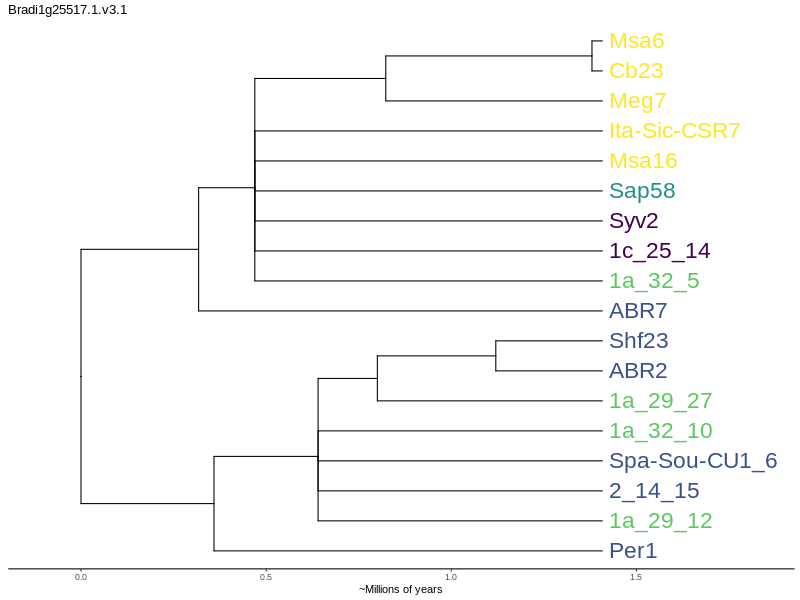 Bradi1g25517.1.v3.1
Msa6
Cb23
Meg7
Ita-Sic-CSR7
Msa16
Sap58
Syv2
1c_25_14
1a_32_5
ABR7
Shf23
ABR2
1a_29_27
1a_32_10
Spa-Sou-CU1_6
2_14_15
1a_29_12
Per1
0.0 0.5 1.0 1.5
~Millions of years